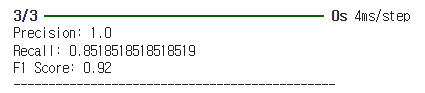 3/3 ━━━━━━━━━━━━━━━━━━━━ 0s 4ms/step
Precision: 1.0
Recall: 0.8518518518518519
F1 Score: 0.92
------------------------------------------------